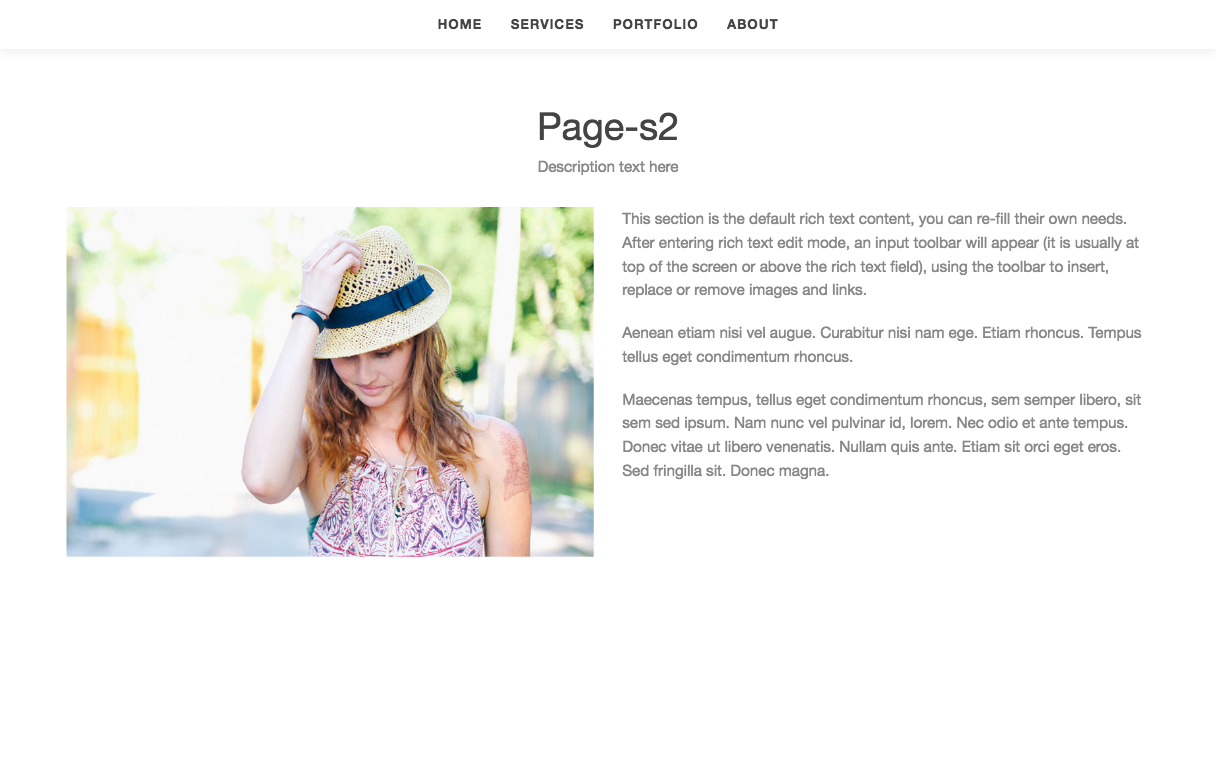 HOME SERVICES PORTFOLIO ABOUT
Page-s2
Description text here
This section is the default rich text content, you can re-fill their own needs.
After entering rich text edit mode, an input toolbar will appear (it is usually at
top of the screen or above the rich text field), using the toolbar to insert,
replace or remove images and links.
Aenean etiam nisi vel augue. Curabitur nisi nam ege. Etiam rhoncus. Tempus
tellus eget condimentum rhoncus.
Maecenas tempus, tellus eget condimentum rhoncus, sem semper libero, sit
sem sed ipsum. Nam nunc vel pulvinar id, lorem. Nec odio et ante tempus.
Donec vitae ut libero venenatis. Nullam quis ante. Etiam sit orci eget eros.
Sed fringilla sit. Donec magna.